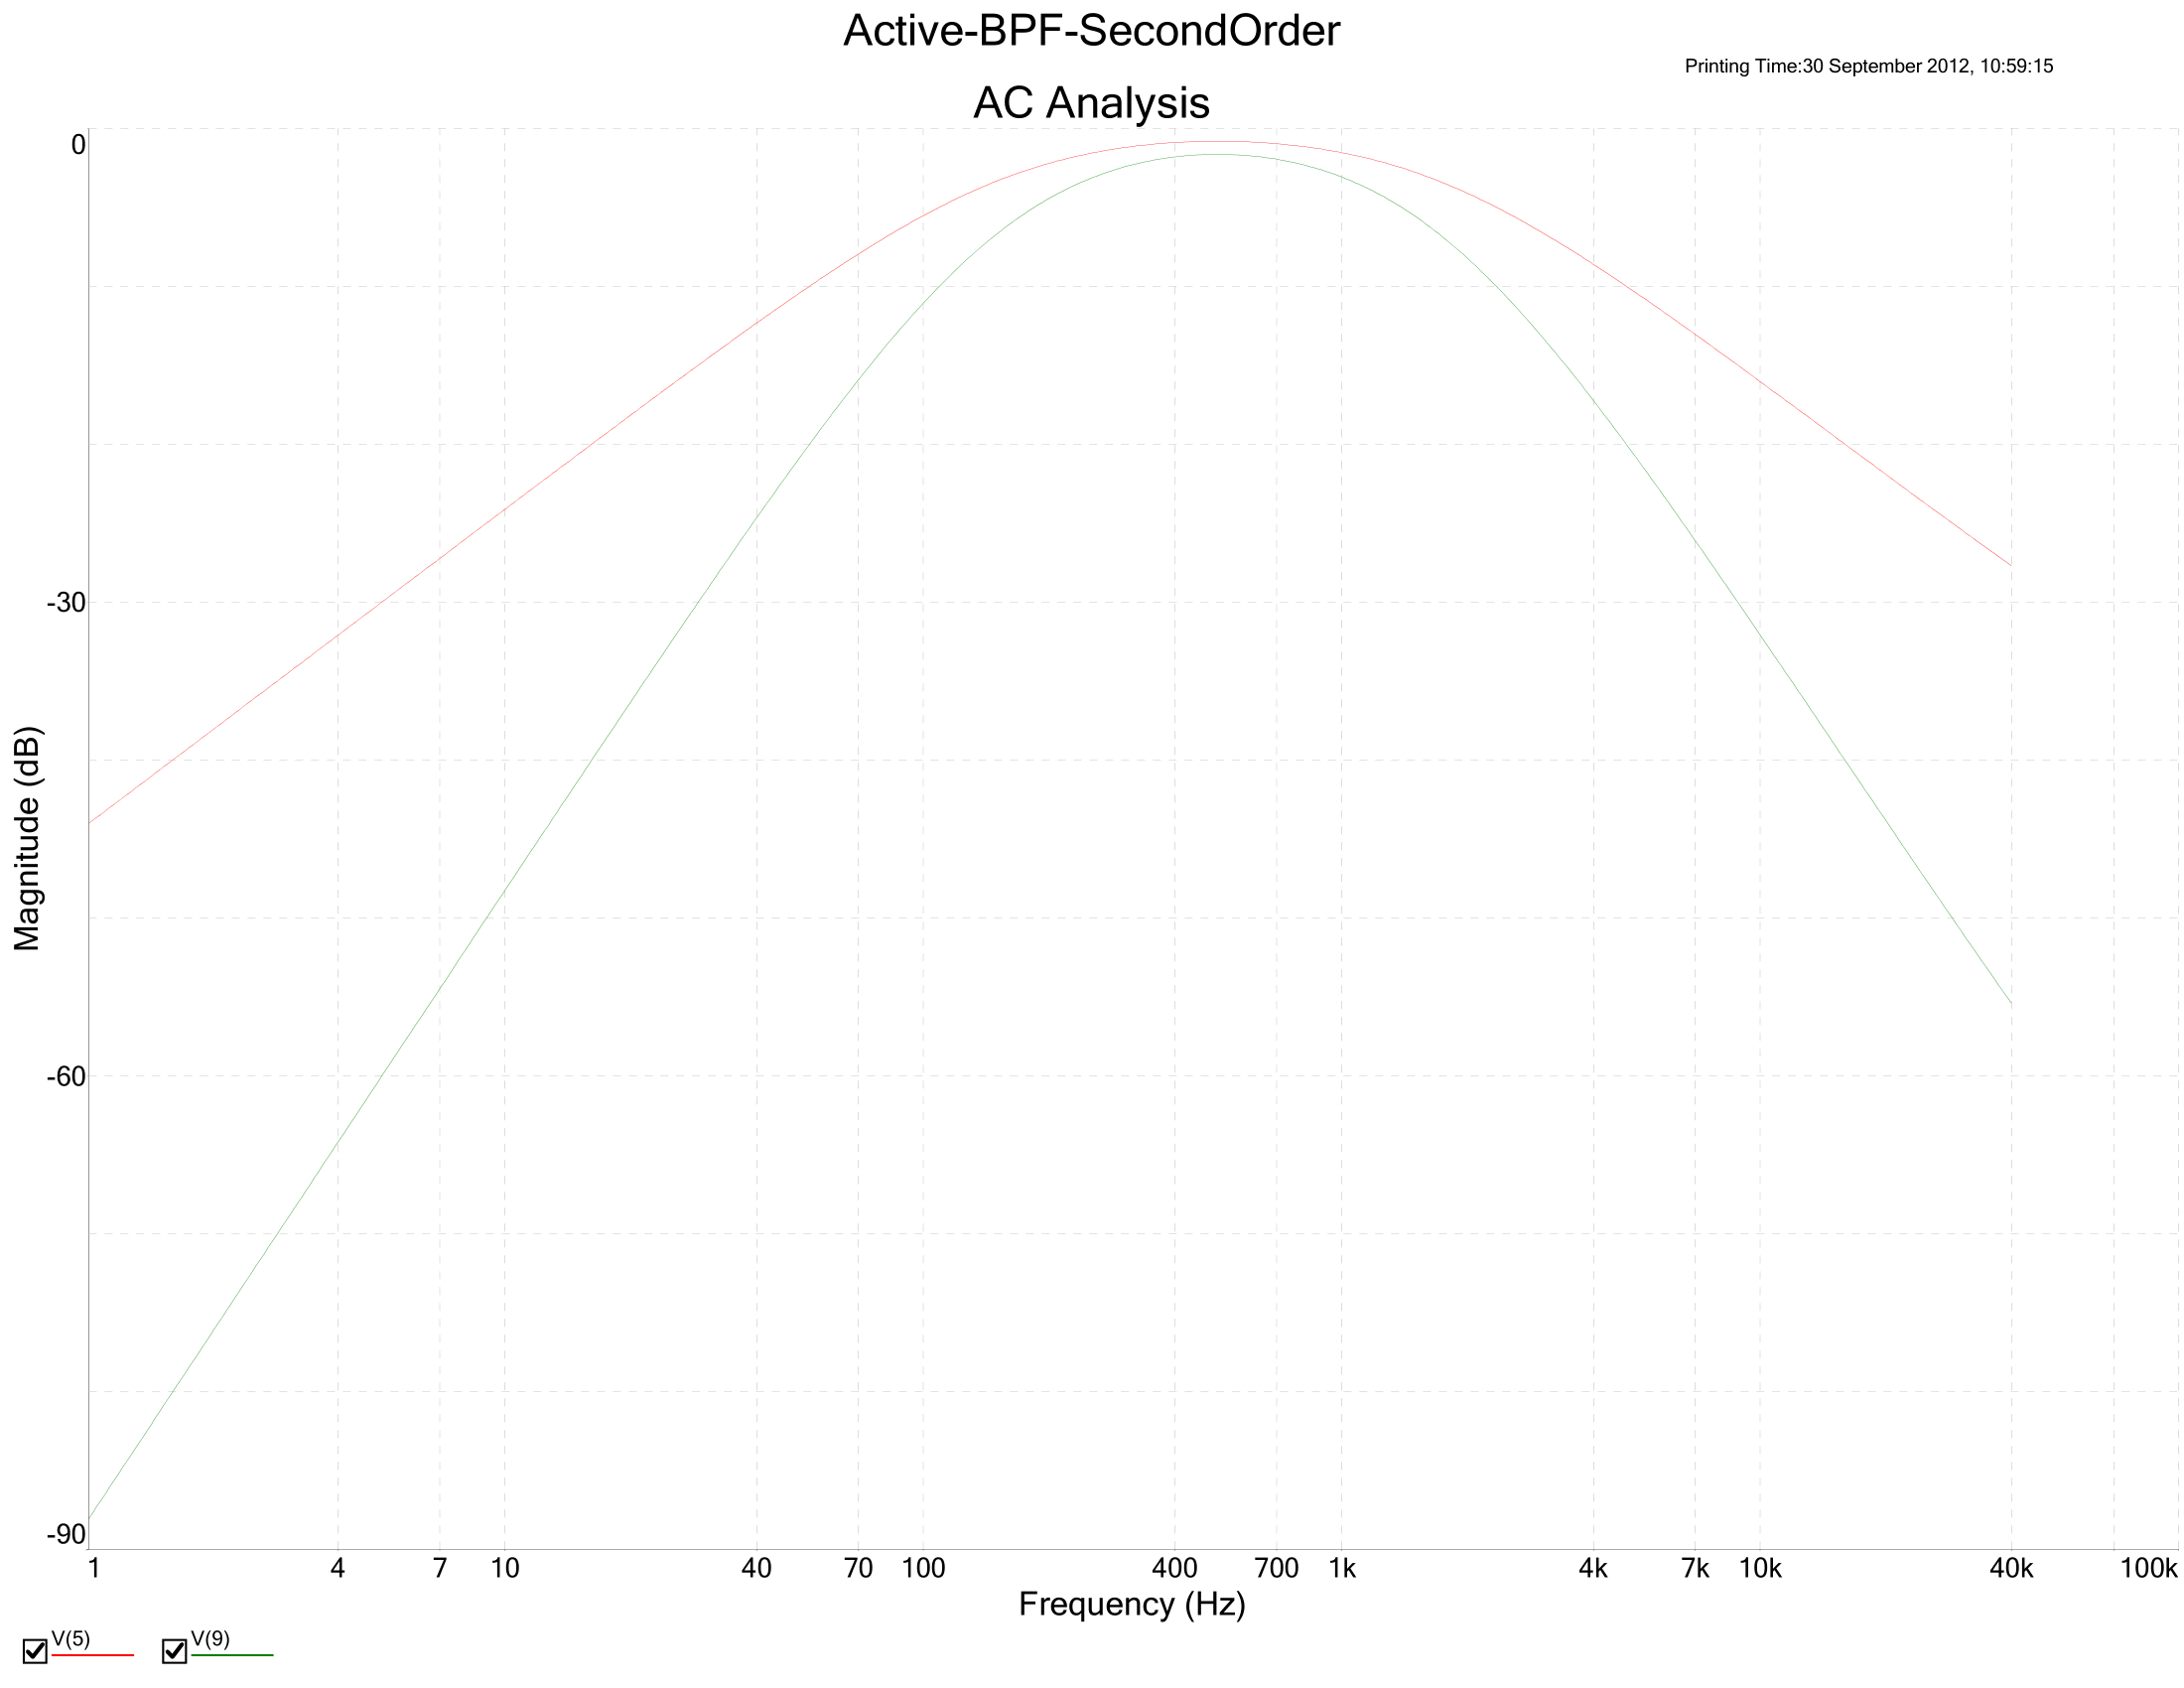 Active-BPF-SecondOrder
Printing Time:30 September 2012, 10:59:15
AC Analysis
0
-30
-60
-90
Magnitude (dB)
1 4 7 10 40 70 100 400 700 1k 4k 7k 10k 40k 100k
Frequency (Hz)
V(5) V(9)